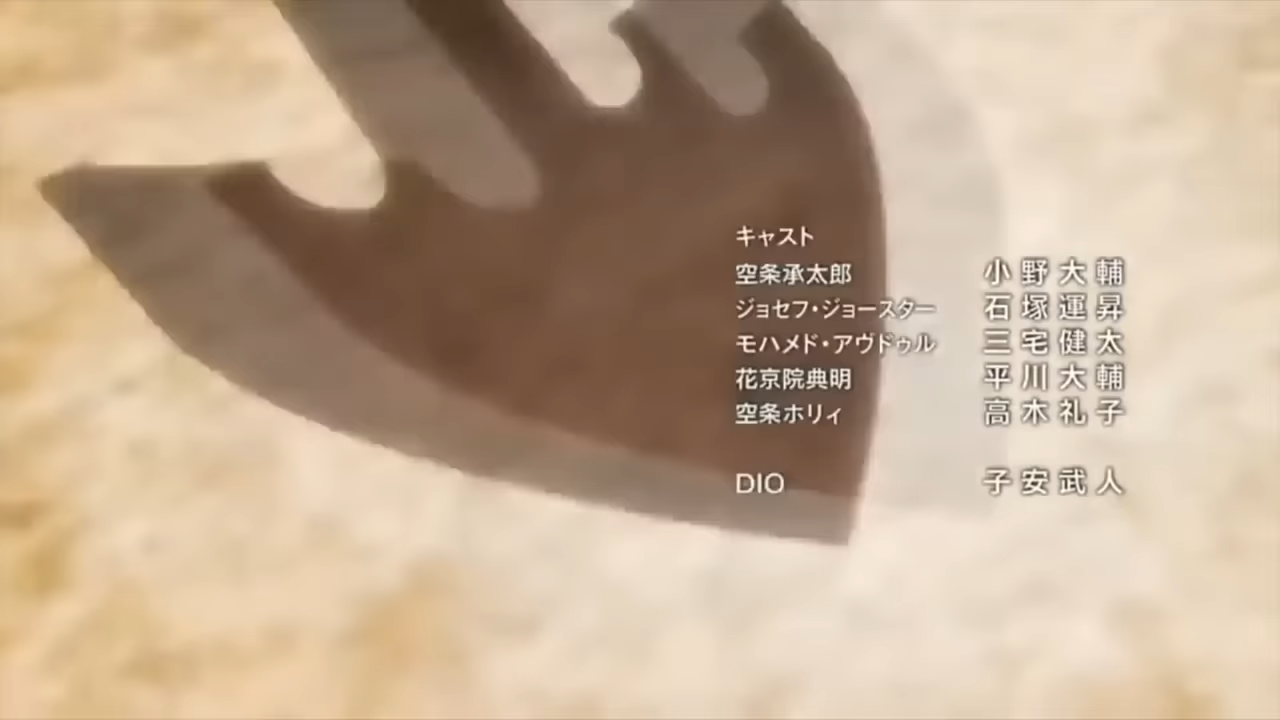 キャスト
空条承太郎 小野大輔
ジョセフ・ジョースター 石塚運昇
モハメド・アヴドゥル 三宅健太
花京院典明 平川大輔
空条ホリィ 高木礼子
DIO 子安武人